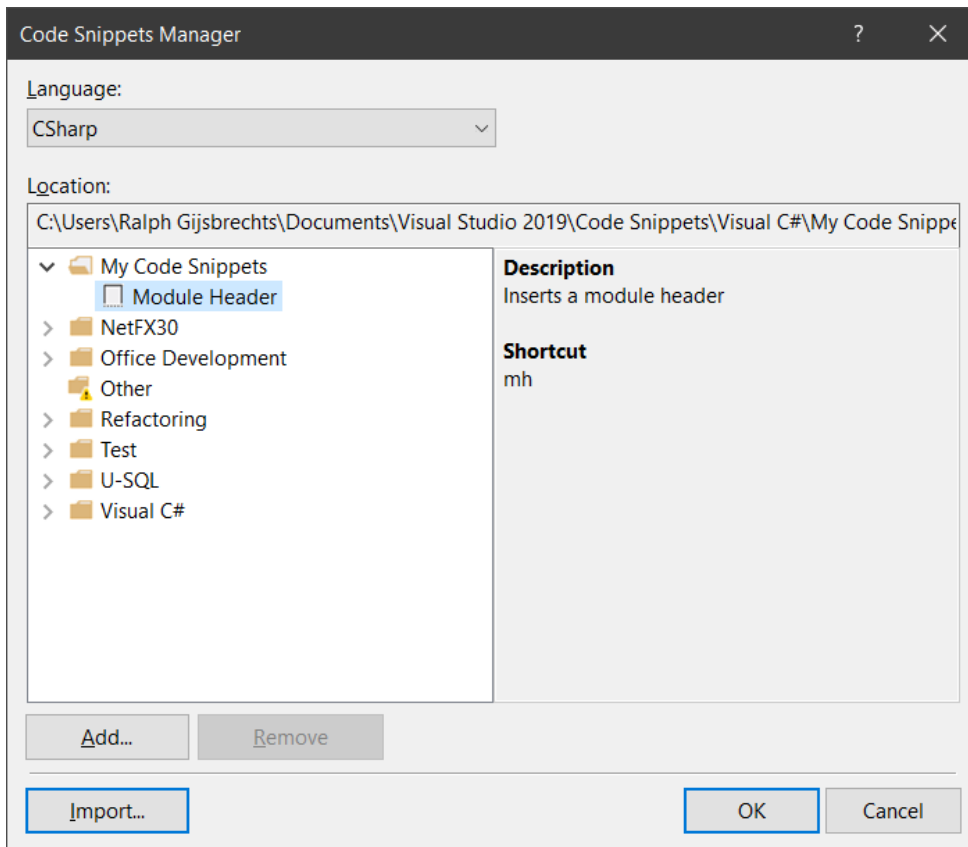 Code Snippets Manager
?
Language:
CSharp
Location:
C:\Users\Ralph Gijsbrechts\Documents\Visual Studio 2019\Code Snippets\Visual C#\My Code Snippe
My Code Snippets
Module Header
NetFX30
Office Development
Other
Refactoring
Test
U-SQL
Visual C#
Description
Inserts a module header
Shortcut
mh
Add...
Remove
Import...
OK
Cancel